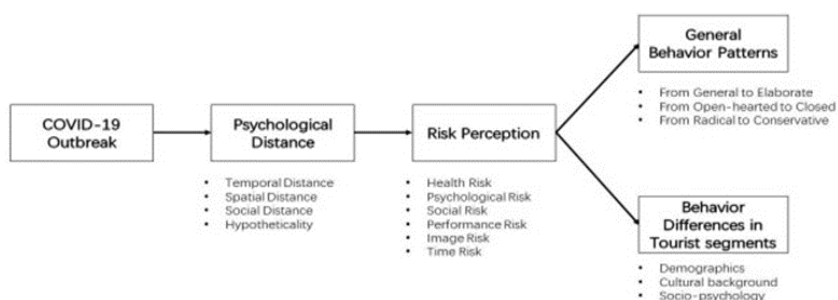 General
Behavior Patterns
• From General to Elaborate
• From Open-hearted to Closed
• From Radical to Conservative
COVID-19
Outbreak
Psychological
Distance
• Temporal Distance
• Spatial Distance
• Social Distance
• Hypotheticality
Risk Perception
• Health Risk
• Psychological Risk
• Social Risk
• Performance Risk
• Image Risk
• Time Risk
Behavior
Differences in
Tourist segments
• Demographics
• Cultural background
• Socio-psychology